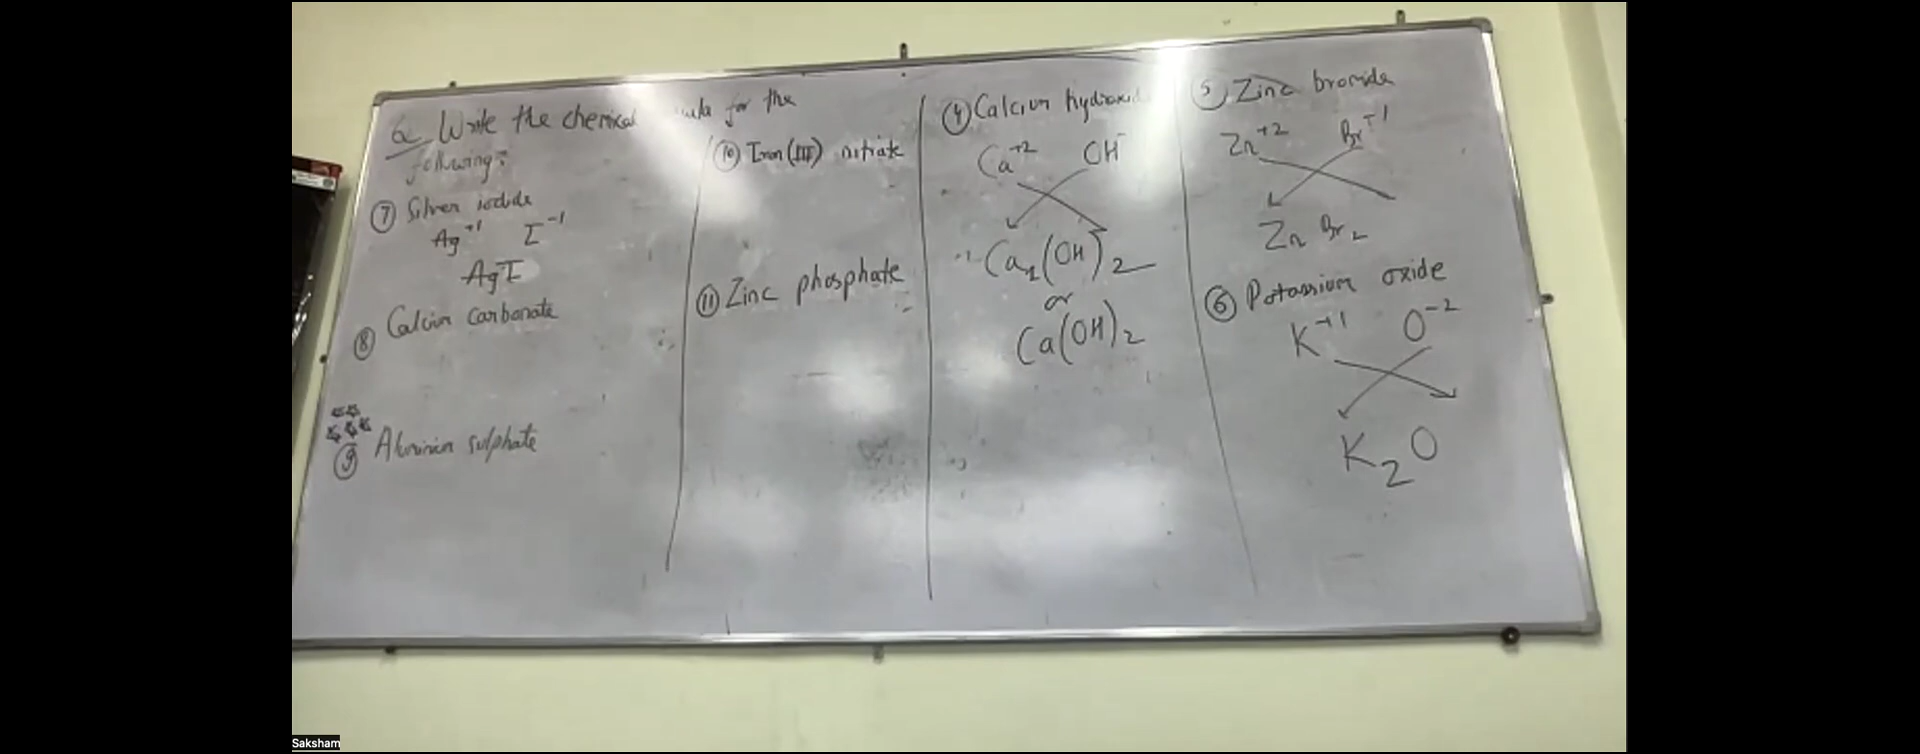 Q Write the chemical for the
following:
⑦ Silver iodide
Ag+1 I-1
AgI
⑧ Calcium carbonate
⑨ Aluminium sulphate
⑩ Iron(III) nitrate
⑪ Zinc phosphate
④ Calcium hydroxide
Ca+2 OH-
Ca1(OH)2
or
Ca(OH)2
⑤ Zinc bromide
Zn+2 Br-1
Zn Br2
⑥ Potassium oxide
K+1 O-2
K2O
Saksham